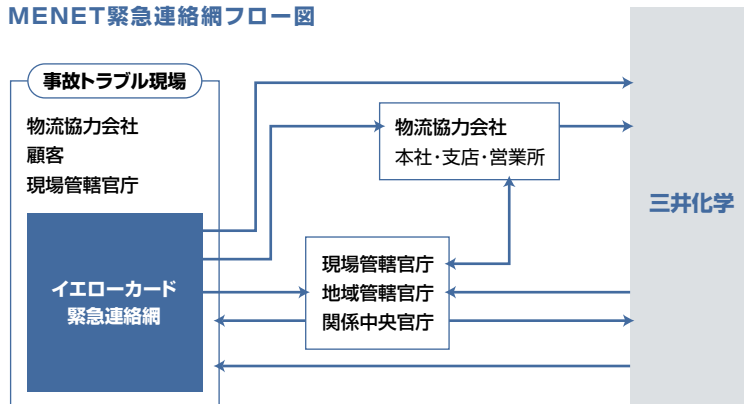 MENET緊急連絡網フロー図
事故トラブル現場
物流協力会社
顧客
現場管轄官庁
イエローカード
緊急連絡網
物流協力会社
本社・支店・営業所
現場管轄官庁
地域管轄官庁
関係中央官庁
三井化学